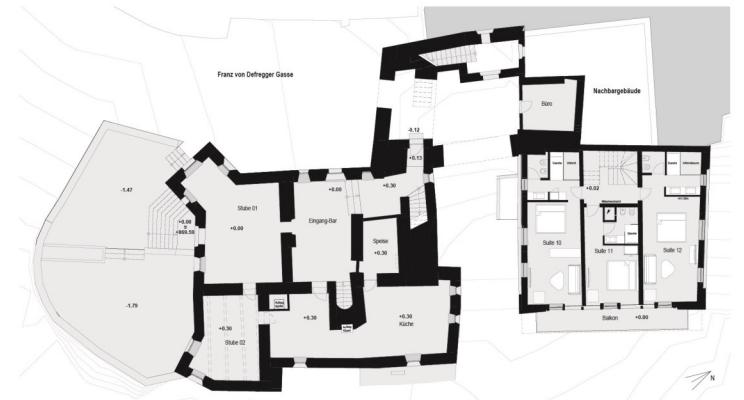 Franz von Defregger Gasse
Nachbargebäude
Büro
-0.12
+0.13
-1.47
+0.00
+0.30
+0.02
Stube 01
+0.00
=
+869.50
+0.00
Eingang-Bar
Speise
+0.30
Suite 10
Suite 11
Suite 12
-1.79
+0.30
Stube 02
+0.30
+0.30
Küche
Balkon
+0.00
N